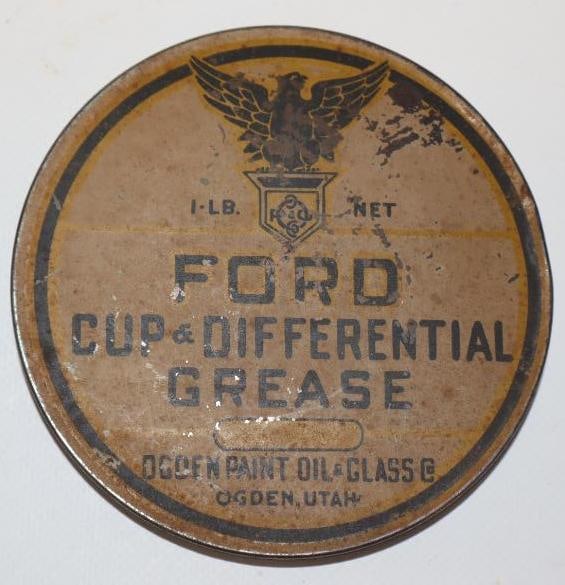 1-LB. NET
FORD
CUP & DIFFERENTIAL
GREASE
OGDEN PAINT OIL & GLASS Co
OGDEN, UTAH